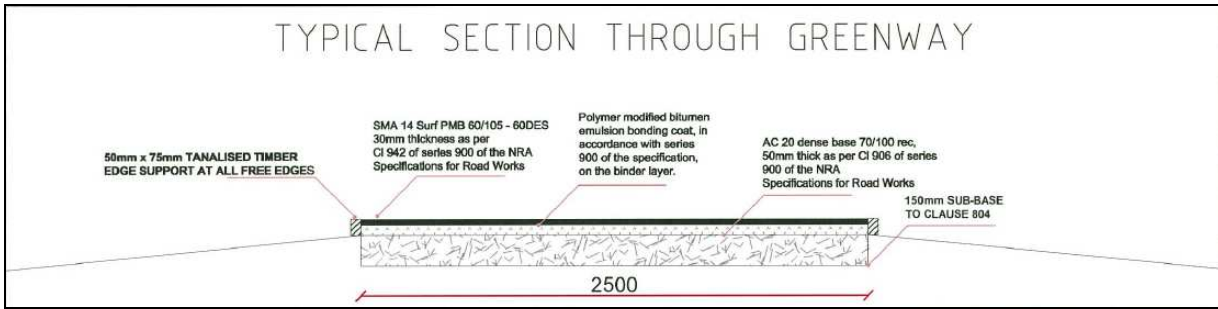 TYPICAL SECTION THROUGH GREENWAY
50mm x 75mm TANALISED TIMBER
EDGE SUPPORT AT ALL FREE EDGES
SMA 14 Surf PMB 60/105 - 60DES
30mm thickness as per
Cl 942 of series 900 of the NRA
Specifications for Road Works
Polymer modified bitumen
emulsion bonding coat, in
accordance with series
900 of the specification,
on the binder layer.
AC 20 dense base 70/100 rec,
50mm thick as per Cl 906 of series
900 of the NRA
Specifications for Road Works
150mm SUB-BASE
TO CLAUSE 804
2500